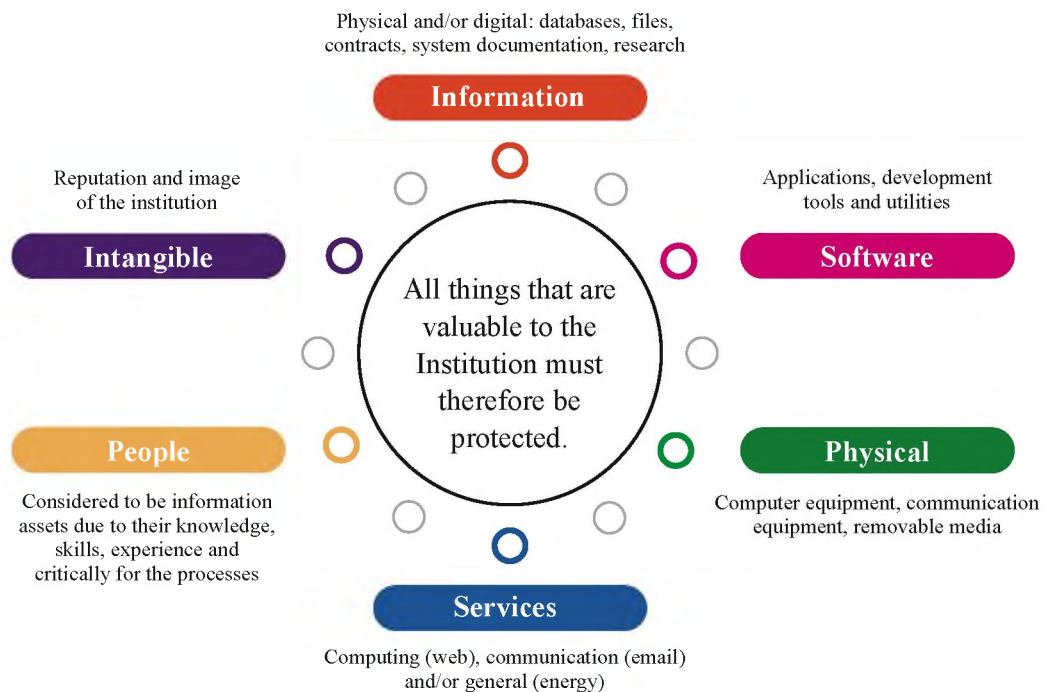 Physical and/or digital: databases, files,
contracts, system documentation, research
Information
Reputation and image
of the institution
Intangible
Applications, development
tools and utilities
Software
All things that are
valuable to the
Institution must
therefore be
protected.
People
Considered to be information
assets due to their knowledge,
skills, experience and
critically for the processes
Physical
Computer equipment, communication
equipment, removable media
Services
Computing (web), communication (email)
and/or general (energy)